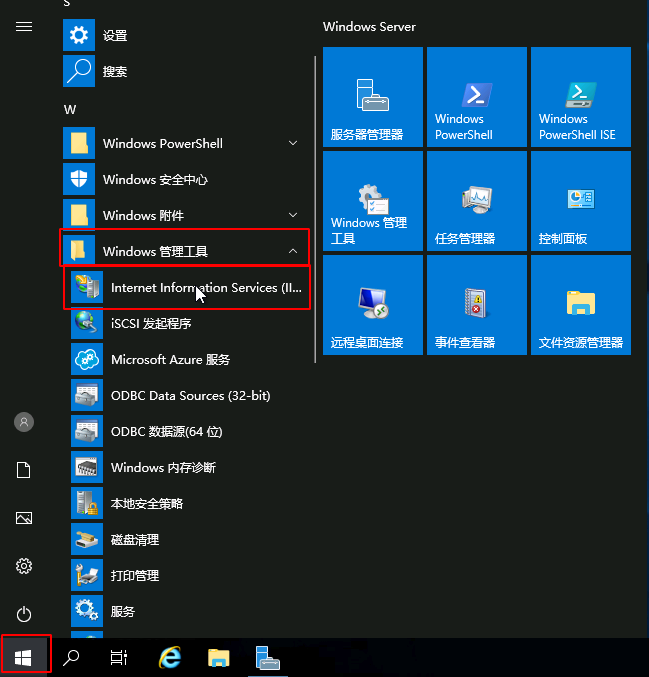 S
设置
搜索
W
Windows PowerShell
Windows 安全中心
Windows 附件
Windows 管理工具
Internet Information Services (II...
iSCSI 发起程序
Microsoft Azure 服务
ODBC Data Sources (32-bit)
ODBC 数据源(64 位)
Windows 内存诊断
本地安全策略
磁盘清理
打印管理
服务
Windows Server
服务器管理器
Windows
PowerShell
Windows
PowerShell ISE
Windows 管理
工具
任务管理器
控制面板
远程桌面连接
事件查看器
文件资源管理器